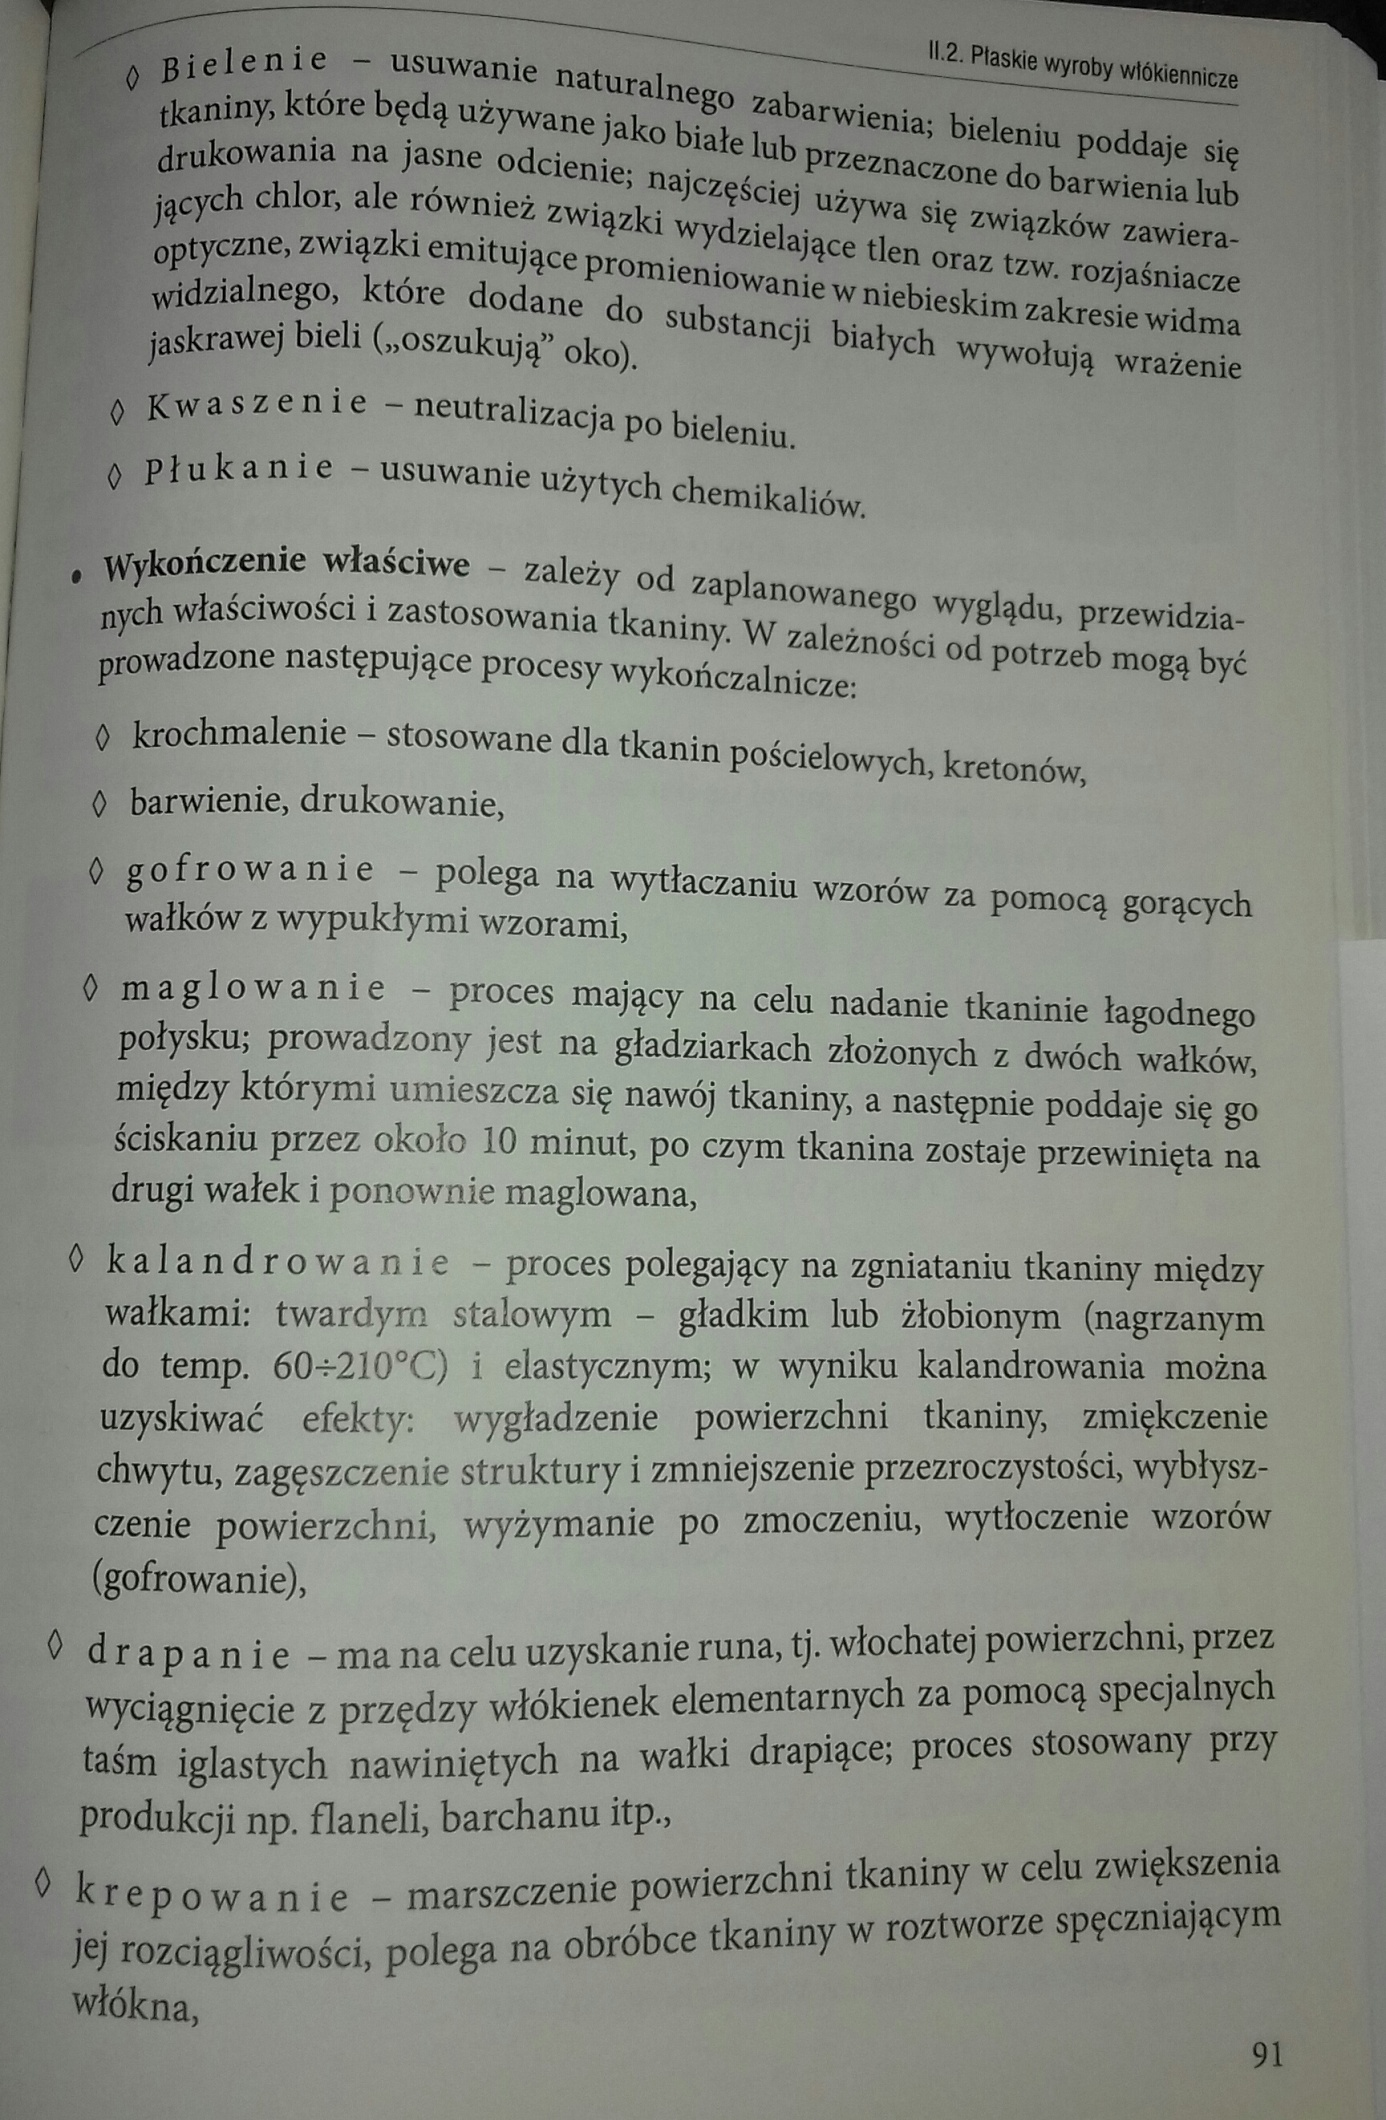 II.2. Płaskie wyroby włókiennicze
◊ Bielenie – usuwanie naturalnego zabarwienia; bieleniu poddaje się
tkaniny, które będą używane jako białe lub przeznaczone do barwienia lub
drukowania na jasne odcienie; najczęściej używa się związków zawiera-
jących chlor, ale również związki wydzielające tlen oraz tzw. rozjaśniacze
optyczne, związki emitujące promieniowanie w niebieskim zakresie widma
widzialnego, które dodane do substancji białych wywołują wrażenie
jaskrawej bieli („oszukują” oko).
◊ Kwaszenie – neutralizacja po bieleniu.
◊ Płukanie – usuwanie użytych chemikaliów.
• Wykończenie właściwe – zależy od zaplanowanego wyglądu, przewidzia-
nych właściwości i zastosowania tkaniny. W zależności od potrzeb mogą być
prowadzone następujące procesy wykończalnicze:
◊ krochmalenie – stosowane dla tkanin pościelowych, kretonów,
◊ barwienie, drukowanie,
◊ gofrowanie – polega na wytłaczaniu wzorów za pomocą gorących
wałków z wypukłymi wzorami,
◊ maglowanie – proces mający na celu nadanie tkaninie łagodnego
połysku; prowadzony jest na gładziarkach złożonych z dwóch wałków,
między którymi umieszcza się nawój tkaniny, a następnie poddaje się go
ściskaniu przez około 10 minut, po czym tkanina zostaje przewinięta na
drugi wałek i ponownie maglowana,
◊ kalandrowanie – proces polegający na zgniataniu tkaniny między
wałkami: twardym stalowym – gładkim lub żłobionym (nagrzanym
do temp. 60÷210°C) i elastycznym; w wyniku kalandrowania można
uzyskiwać efekty: wygładzenie powierzchni tkaniny, zmiękczenie
chwytu, zagęszczenie struktury i zmniejszenie przezroczystości, wybłysz-
czenie powierzchni, wyżymanie po zmoczeniu, wytłoczenie wzorów
(gofrowanie),
◊ drapanie – ma na celu uzyskanie runa, tj. włochatej powierzchni, przez
wyciągnięcie z przędzy włókienek elementarnych za pomocą specjalnych
taśm iglastych nawiniętych na wałki drapiące; proces stosowany przy
produkcji np. flaneli, barchanu itp.,
◊ krepowanie – marszczenie powierzchni tkaniny w celu zwiększenia
jej rozciągliwości, polega na obróbce tkaniny w roztworze spęczniającym
włókna,
91